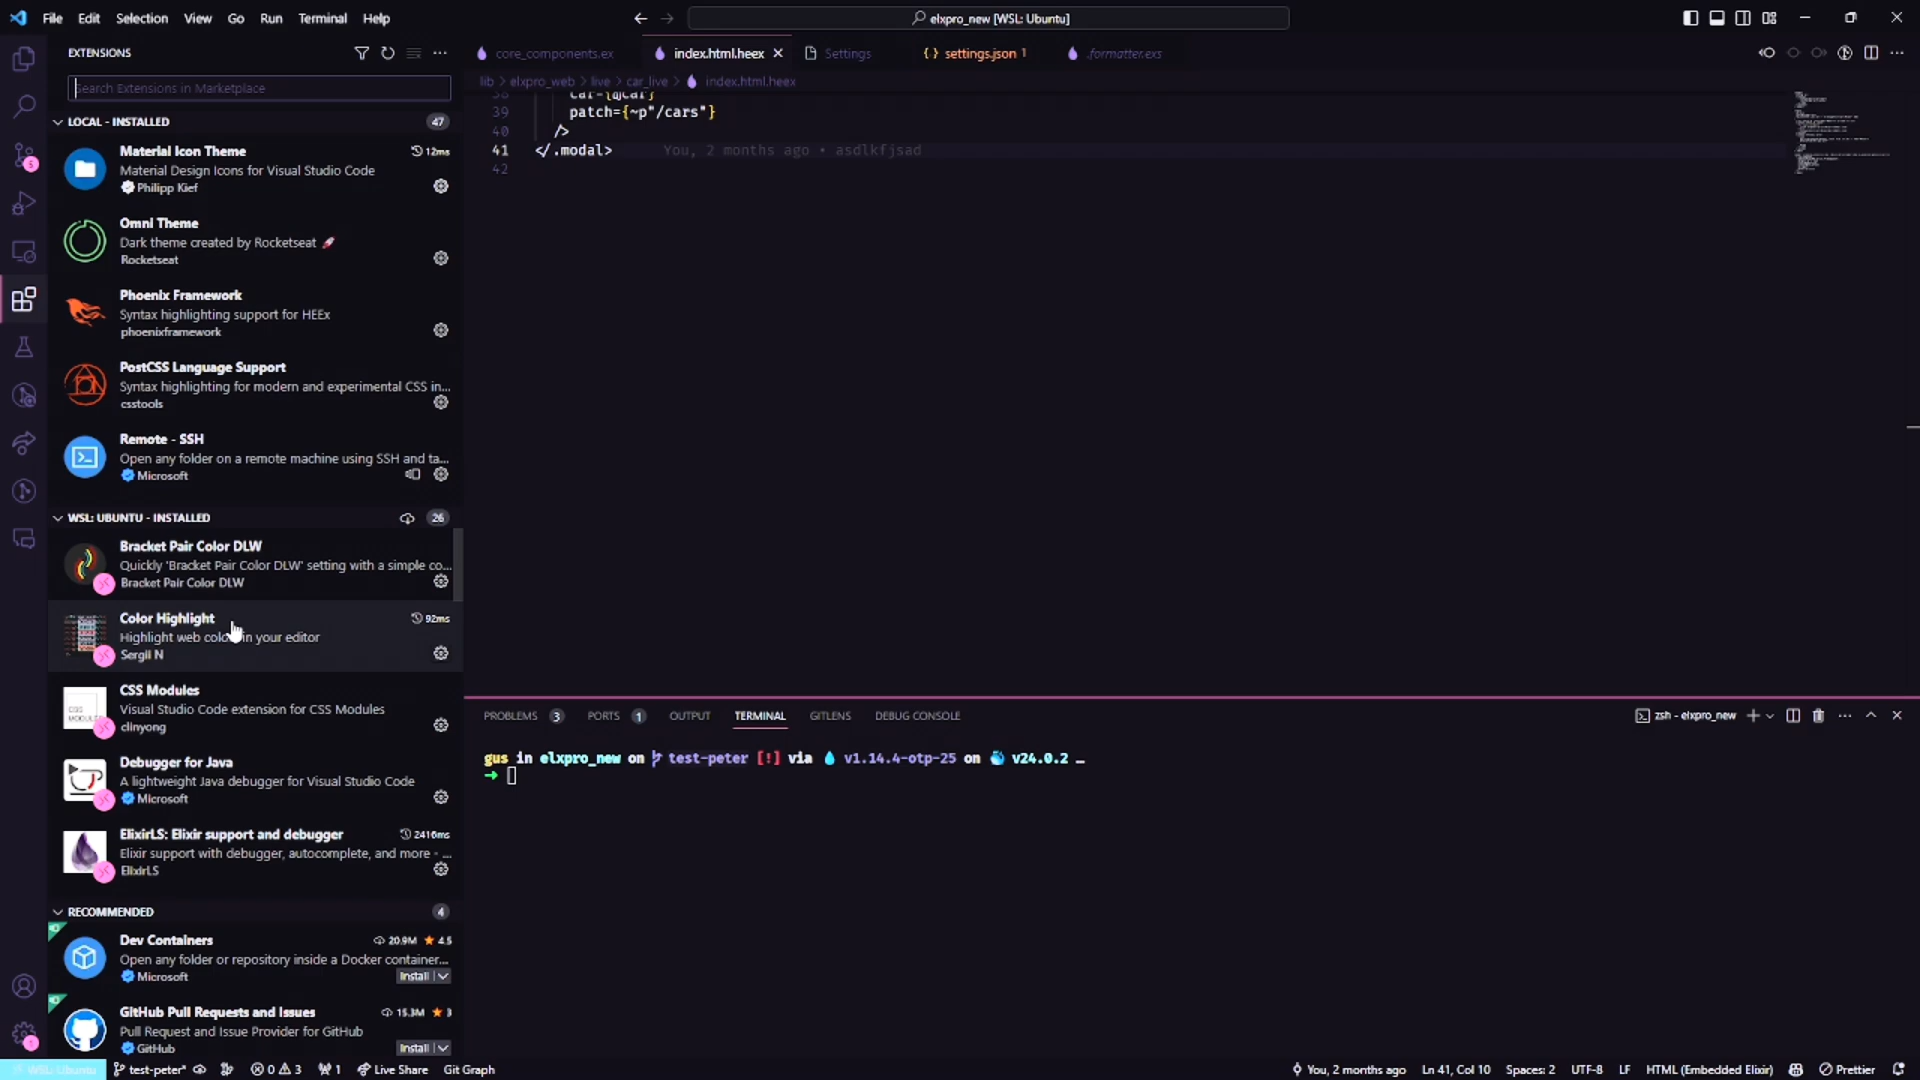 File Edit Selection View Go Run Terminal Help
elxpro_new [WSL: Ubuntu]
EXTENSIONS
Search Extensions in Marketplace
LOCAL - INSTALLED 47
Material Icon Theme 12ms
Material Design Icons for Visual Studio Code
Philipp Kief
Omni Theme
Dark theme created by Rocketseat 🚀
Rocketseat
Phoenix Framework
Syntax highlighting support for HEEx
phoenixframework
PostCSS Language Support
Syntax highlighting for modern and experimental CSS in...
csstools
Remote - SSH
Open any folder on a remote machine using SSH and ta...
Microsoft
WSL: UBUNTU - INSTALLED 26
Bracket Pair Color DLW
Quickly 'Bracket Pair Color DLW' setting with a simple co...
Bracket Pair Color DLW
Color Highlight 92ms
Highlight web colors in your editor
Sergii N
CSS Modules
Visual Studio Code extension for CSS Modules
clinyong
Debugger for Java
A lightweight Java debugger for Visual Studio Code
Microsoft
ElixirLS: Elixir support and debugger 2416ms
Elixir support with debugger, autocomplete, and more - ...
ElixirLS
RECOMMENDED 4
Dev Containers 20.9M ★ 4.5
Open any folder or repository inside a Docker container...
Microsoft Install
GitHub Pull Requests and Issues 15.3M ★ 3
Pull Request and Issue Provider for GitHub
GitHub Install
core_components.ex index.html.heex Settings {} settings.json 1 .formatter.exs
lib > elxpro_web > live > car_live > index.html.heex
38 car={@car}
39 patch={~p"/cars"}
40 />
41 </.modal> You, 2 months ago • asdlkfjsad
42
PROBLEMS 3 PORTS 1 OUTPUT TERMINAL GITLENS DEBUG CONSOLE
zsh - elxpro_new
gus in elxpro_new on test-peter [!] via v1.14.4-otp-25 on v24.0.2 …
WSL: Ubuntu test-peter* 0 3 1 Live Share Git Graph
You, 2 months ago Ln 41, Col 10 Spaces: 2 UTF-8 LF HTML (Embedded Elixir) Prettier